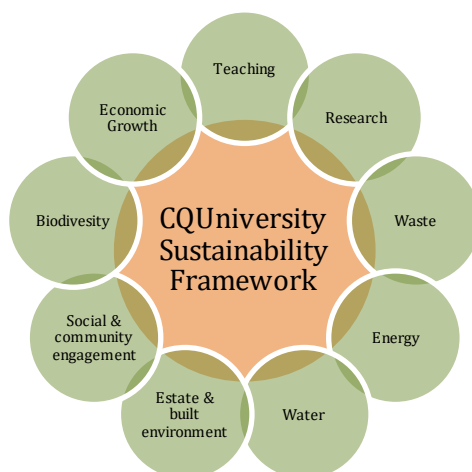 Teaching
Research
Waste
Energy
Water
Estate &
built
environment
Social &
community
engagement
Biodivesity
Economic
Growth
CQUniversity
Sustainability
Framework